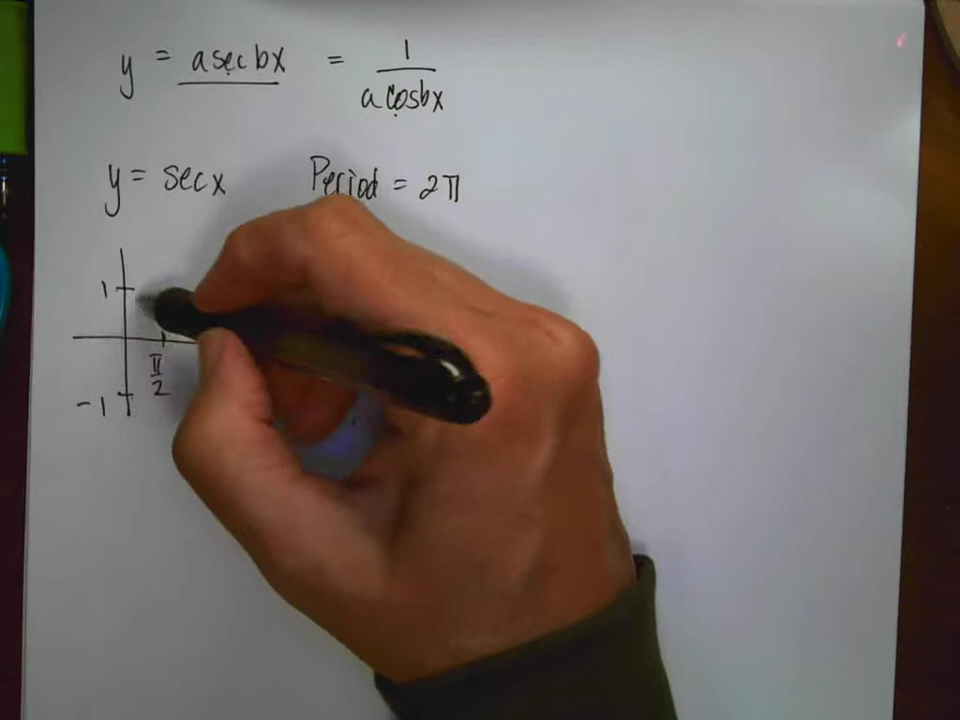 y = a sec bx = 1 / a cos bx
y = sec x Period = 2π
1
π/2
-1